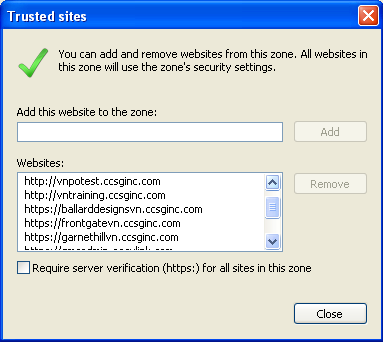 Trusted sites
You can add and remove websites from this zone. All websites in
this zone will use the zone's security settings.
Add this website to the zone:
Add
Websites:
http://vnpotest.ccsginc.com
http://vntraining.ccsginc.com
https://ballarddesignsvn.ccsginc.com
https://frontgatevn.ccsginc.com
https://garnethillvn.ccsginc.com
Remove
Require server verification (https:) for all sites in this zone
Close